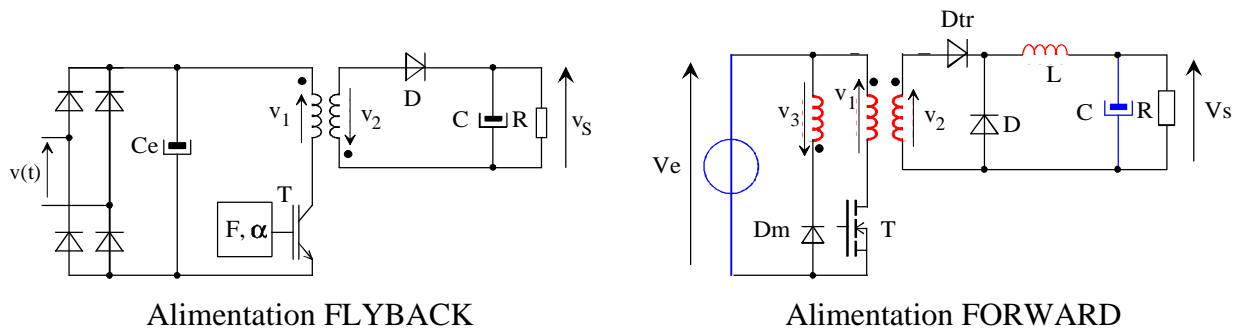 v(t)
Ce
v1
v2
D
C
R
vS
T
F, α
Alimentation FLYBACK
Ve
v3
v1
v2
Dtr
L
D
C
R
Vs
Dm
T
Alimentation FORWARD